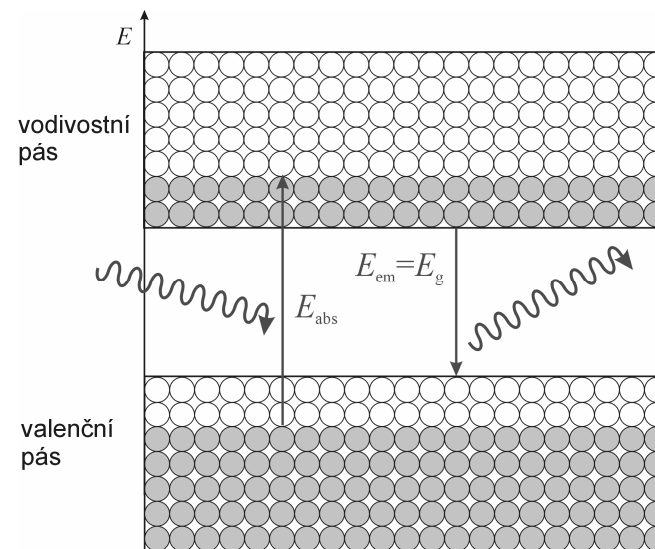 E
vodivostní
pás
E_em=E_g
E_abs
valenční
pás